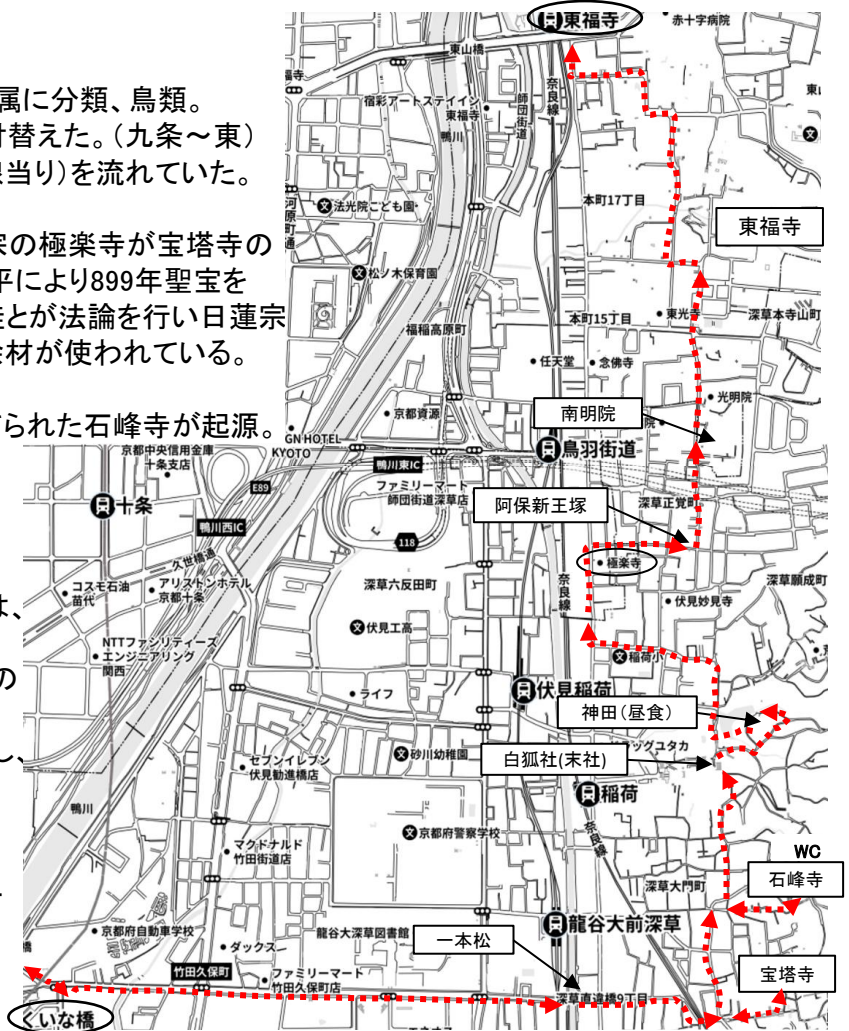 東福寺
赤十字病院
東山橋
福寺
宿彩アートステイイン
東福寺
鴨川
師団街道
奈良線
属に分類、鳥類。
替えた。(九条～東)
当り)を流れていた。
河原町通
法光院こども園
本町17丁目
東福寺
の極楽寺が宝塔寺の
平により899年聖宝を
とが法論を行い日蓮宗
材が使われている。
松ノ木保育園
福稲高原町
本町15丁目
東光寺
深草本寺山町
任天堂
念佛寺
京都資源
光明院
南明院
院
られた石峰寺が起源。
GN HOTEL
KYOTO
京都中央信用金庫
十条支店
鴨川東IC
鳥羽街道
E89
ファミリーマート
師団街道深草店
十条
阿保新王塚
深草正覚町
鴨川西IC
118
久世橋通
極楽寺
コスモ石油
苗代
アリストンホテル
京都十条
深草六反田町
奈良線
深草願成町
伏見妙見寺
は、
伏見工高
NTTファシリティーズ
エンジニアリング
関西
稲荷小
の
ライフ
伏見稲荷
神田(昼食)
し、
セブンイレブン
伏見勧進橋店
砂川幼稚園
白狐社(末社)
ラッグユタカ
鴨川
稲荷
京都府警察学校
奈良線
マクドナルド
竹田街道店
WC
石峰寺
深草大門町
京都府自動車学校
龍谷大深草図書館
龍谷大前深草
一本松
ダックス
竹田久保町
ファミリーマート
竹田久保町店
宝塔寺
深草直違橋9丁目
くいな橋